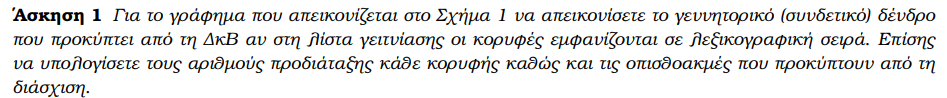 Άσκηση 1 Για το γράφημα που απεικονίζεται στο Σχήμα 1 να απεικονίσετε το γεννητορικό (συνδετικό) δένδρο
που προκύπτει από τη ΔκΒ αν στη λίστα γειτνίασης οι κορυφές εμφανίζονται σε λεξικογραφική σειρά. Επίσης
να υπολογίσετε τους αριθμούς προδιάταξης κάθε κορυφής καθώς και τις οπισθοακμές που προκύπτουν από τη
διάσχιση.